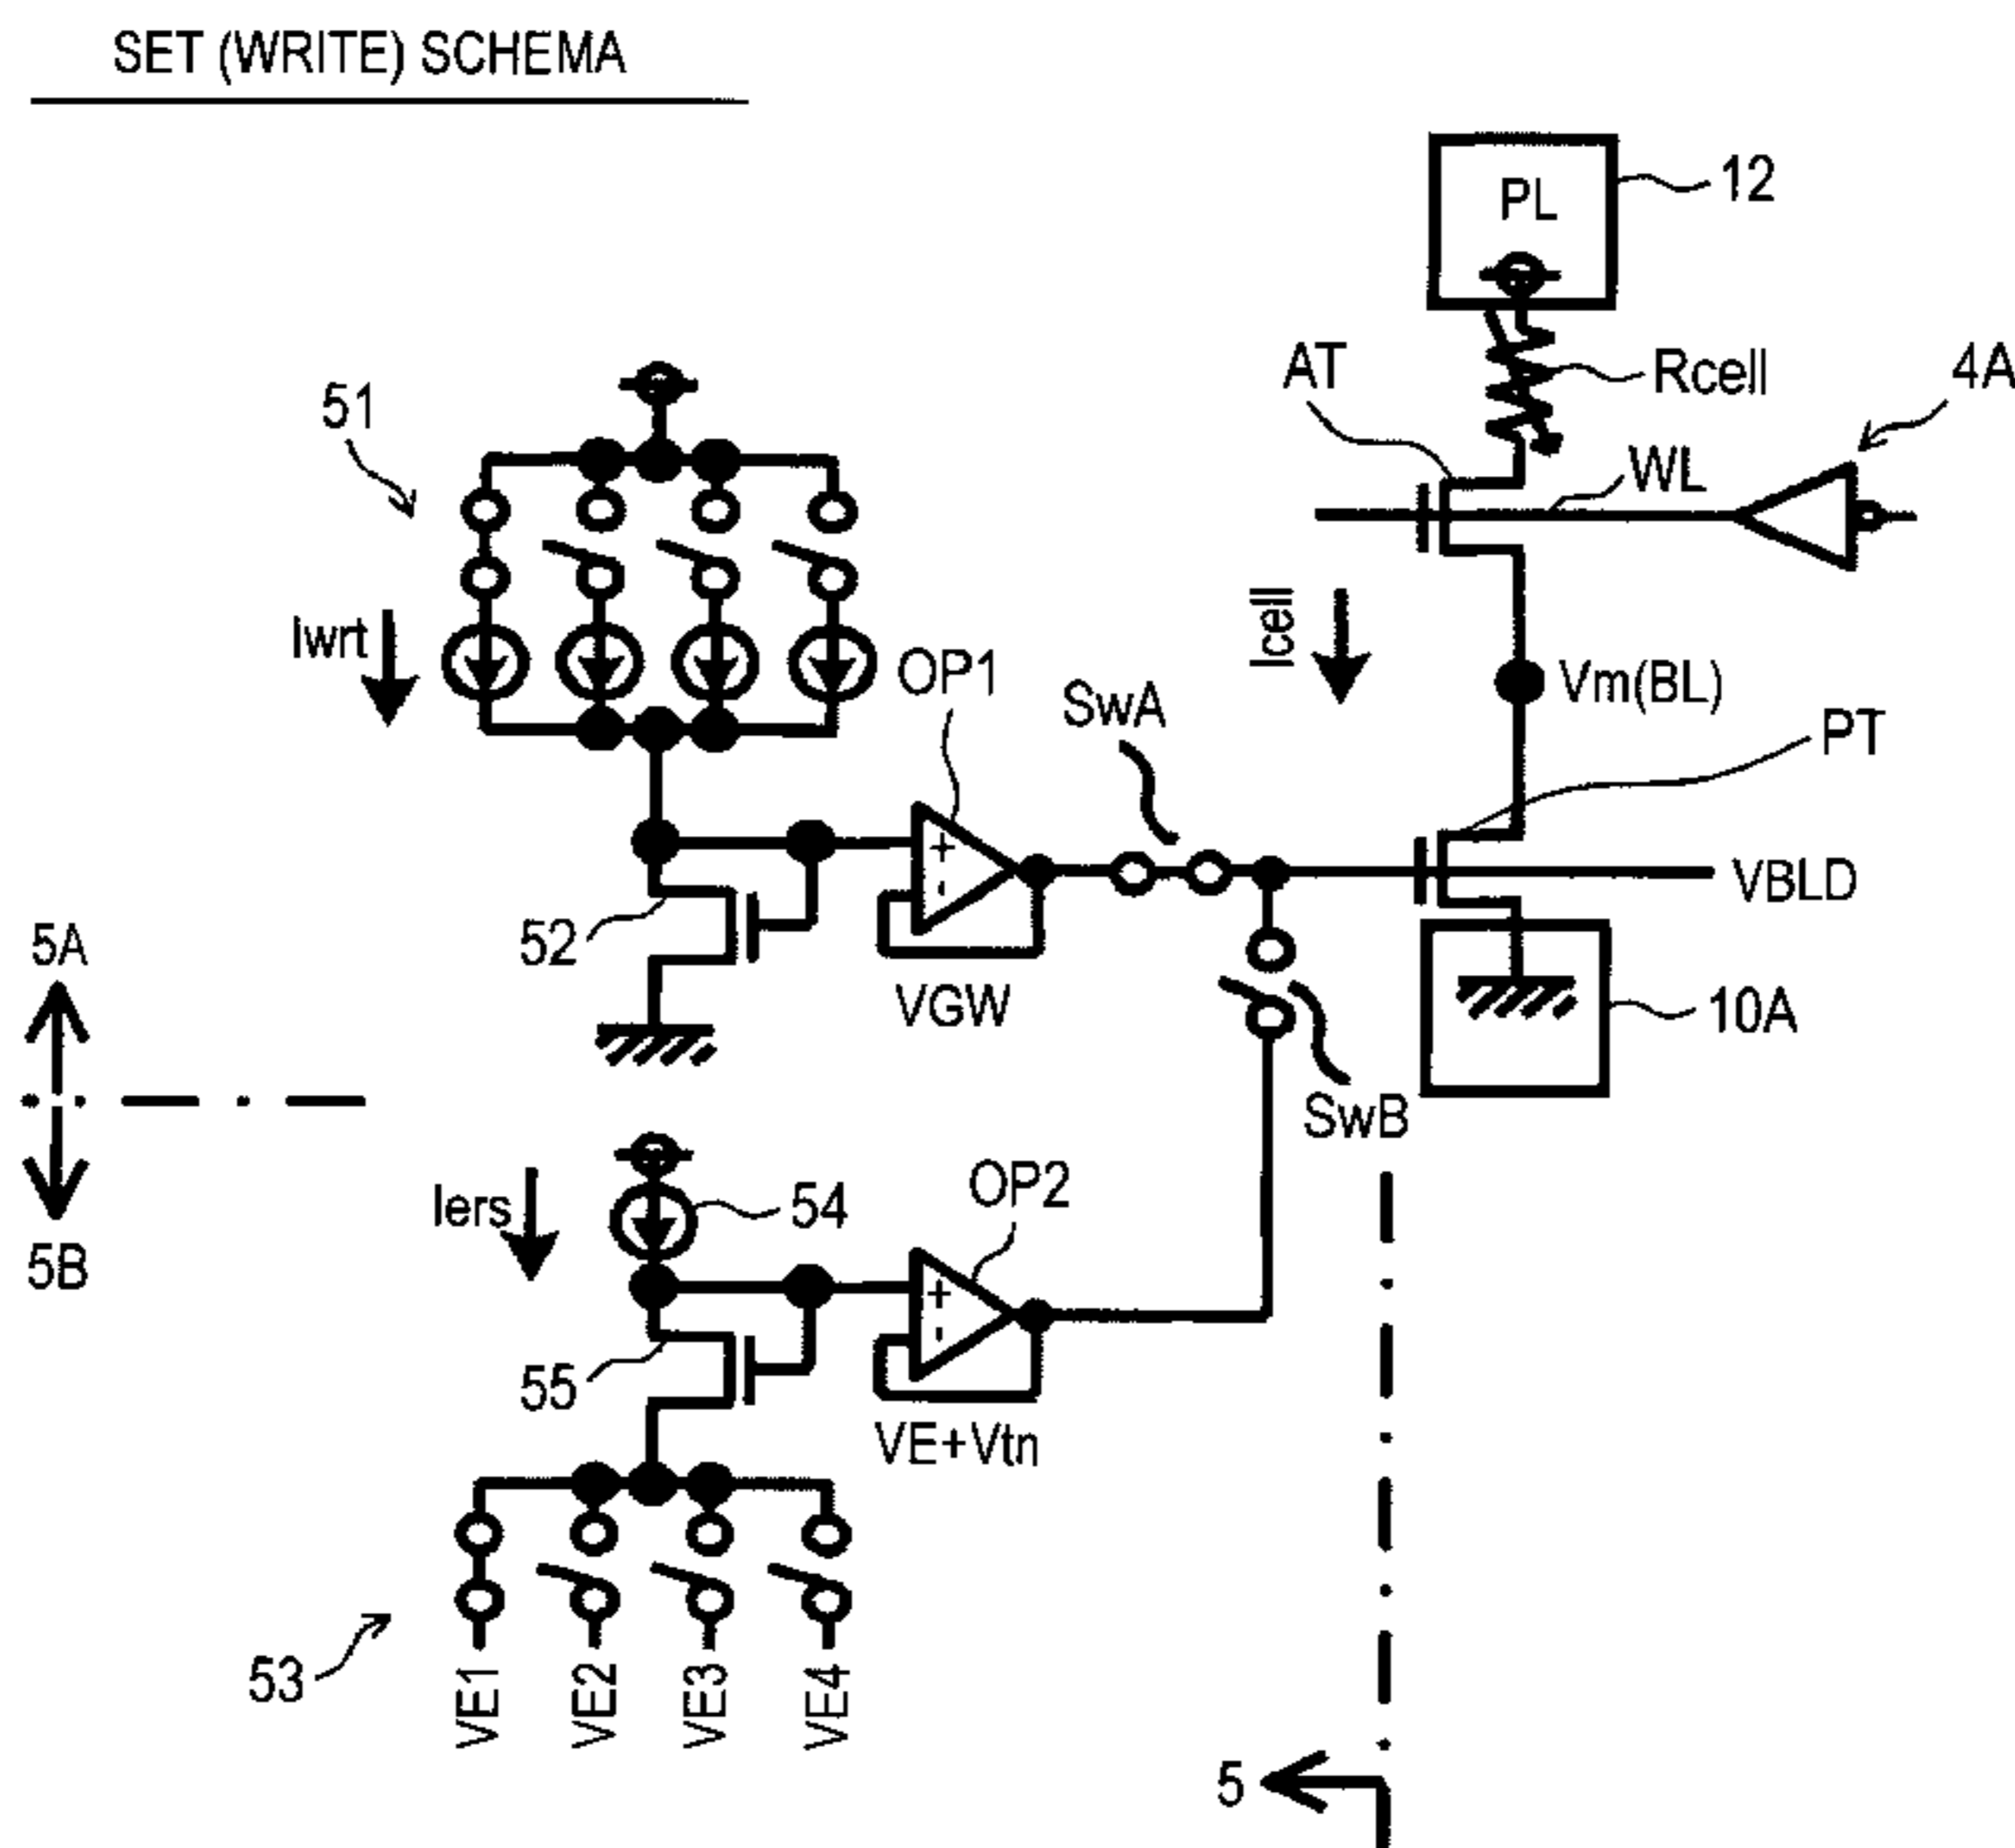 SET (WRITE) SCHEMA
PL
12
AT
Rcell
4A
51
WL
Iwrt
OP1
Icell
SwA
Vm(BL)
PT
+
-
VBLD
52
5A
VGW
10A
SwB
5B
Iers
54
OP2
+
-
55
VE+Vtn
53
VE1
VE2
VE3
VE4
5